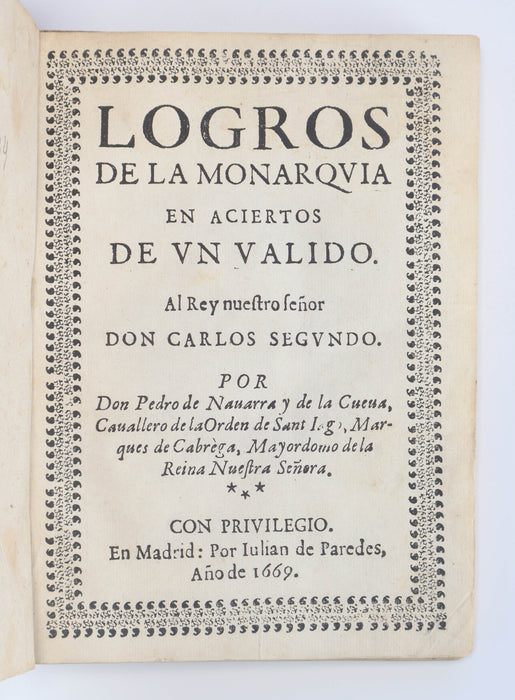 LOGROS
DE LA MONARQVIA
EN ACIERTOS
DE VN VALIDO.
Al Rey nueſtro ſeñor
DON CARLOS SEGVNDO.
POR
Don Pedro de Nauarra y de la Cueua,
Cauallero de la Orden de Sant Iago, Mar-
ques de Cabrèga, Mayordomo de la
Reina Nueſtra Señora.
***
CON PRIVILEGIO.
En Madrid: Por Iulian de Paredes,
Año de 1669.